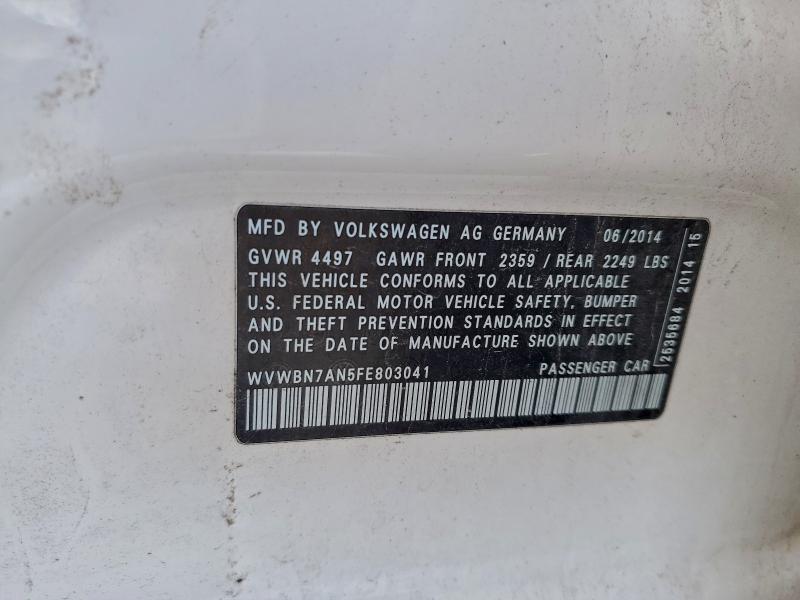 MFD BY VOLKSWAGEN AG GERMANY 06/2014
GVWR 4497 GAWR FRONT 2359 / REAR 2249 LBS
THIS VEHICLE CONFORMS TO ALL APPLICABLE
U.S. FEDERAL MOTOR VEHICLE SAFETY, BUMPER
AND THEFT PREVENTION STANDARDS IN EFFECT
ON THE DATE OF MANUFACTURE SHOWN ABOVE
WVWBN7AN5FE803041 PASSENGER CAR
2535684 2014 15